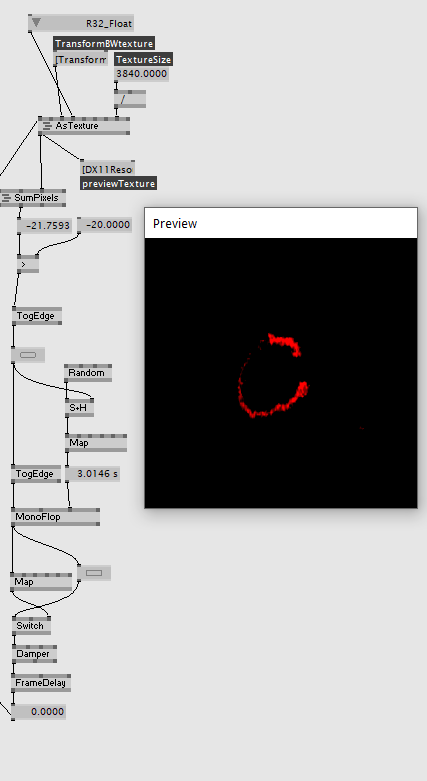 R32_Float
TransformBWtexture
[Transform
TextureSize
3840.0000
/
AsTexture
[DX11Reso
previewTexture
SumPixels
-21.7593
-20.0000
>
Preview
TogEdge
Random
S+H
Map
TogEdge
3.0146 s
MonoFlop
Map
Switch
Damper
FrameDelay
0.0000